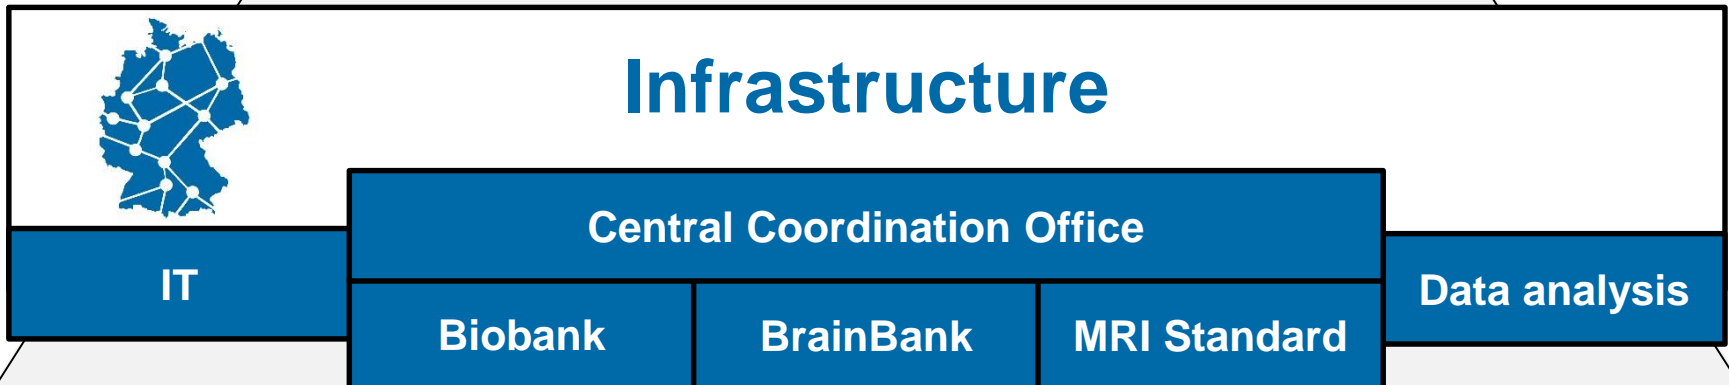 Infrastructure
Central Coordination Office
IT
Data analysis
Biobank
BrainBank
MRI Standard